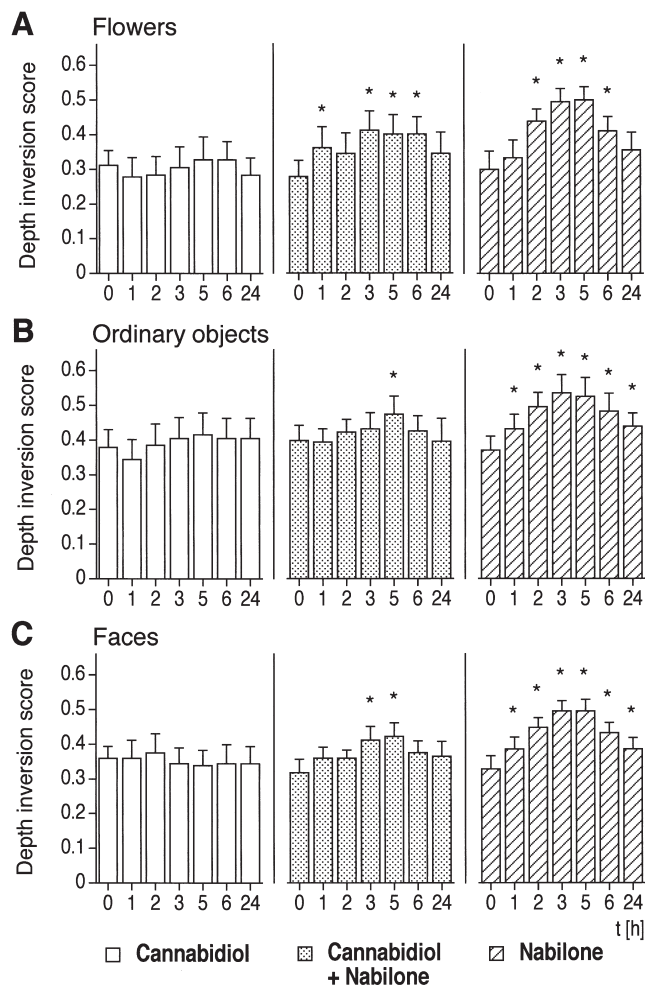 A Flowers
Depth inversion score
0.6
0.5
0.4
0.3
0.2
0.1
0
* * * *
* * * * *
0 1 2 3 5 6 24 0 1 2 3 5 6 24 0 1 2 3 5 6 24
B Ordinary objects
Depth inversion score
0.6
0.5
0.4
0.3
0.2
0.1
0
*
* * * * * *
0 1 2 3 5 6 24 0 1 2 3 5 6 24 0 1 2 3 5 6 24
C Faces
Depth inversion score
0.6
0.5
0.4
0.3
0.2
0.1
0
* *
* * * * * *
0 1 2 3 5 6 24 0 1 2 3 5 6 24 0 1 2 3 5 6 24
t [h]
Cannabidiol
Cannabidiol
+ Nabilone
Nabilone